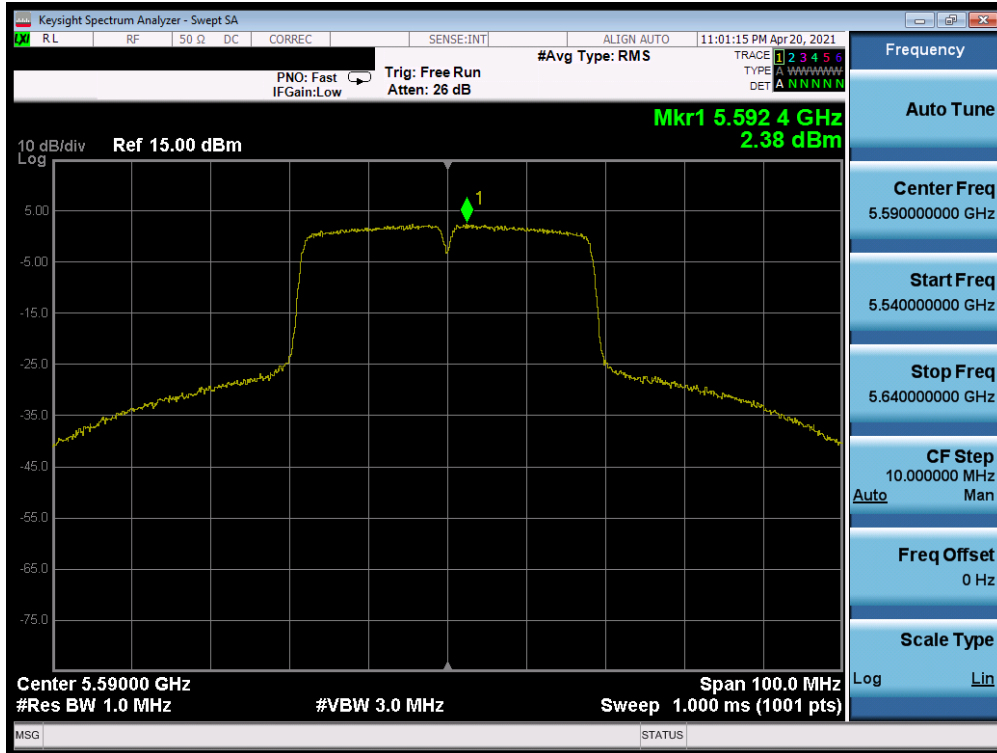 Keysight Spectrum Analyzer - Swept SA
LXI RL RF 50 Ω DC CORREC SENSE:INT ALIGN AUTO 11:01:15 PM Apr 20, 2021
#Avg Type: RMS TRACE 1 2 3 4 5 6
PNO: Fast Trig: Free Run TYPE A WWWWW
IFGain:Low Atten: 26 dB DET A N N N N N
Mkr1 5.592 4 GHz
2.38 dBm
10 dB/div Ref 15.00 dBm
Log
1
5.00
-5.00
-15.0
-25.0
-35.0
-45.0
-55.0
-65.0
-75.0
Center 5.59000 GHz Span 100.0 MHz
#Res BW 1.0 MHz #VBW 3.0 MHz Sweep 1.000 ms (1001 pts)
MSG STATUS
Frequency
Auto Tune
Center Freq
5.590000000 GHz
Start Freq
5.540000000 GHz
Stop Freq
5.640000000 GHz
CF Step
10.000000 MHz
Auto Man
Freq Offset
0 Hz
Scale Type
Log Lin